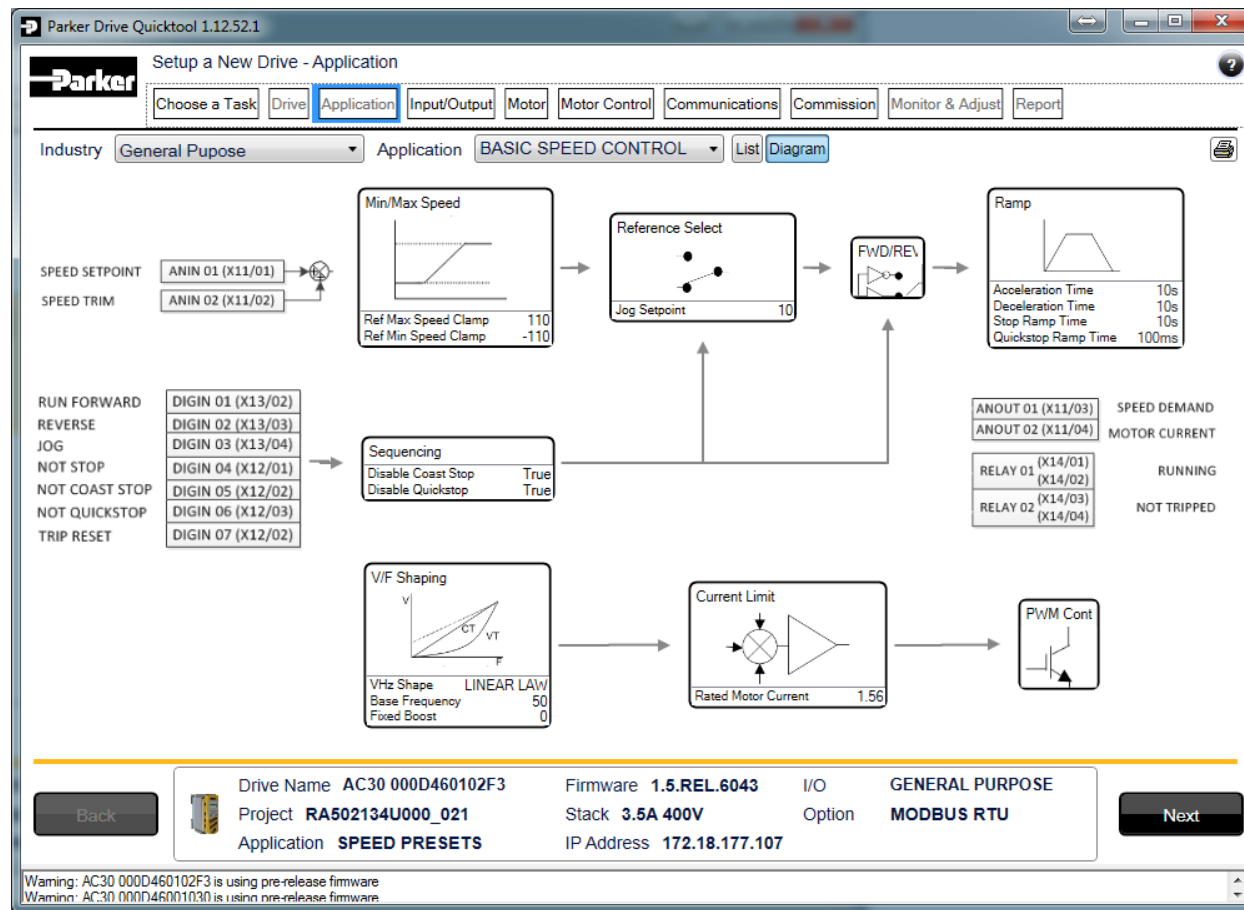 Parker Drive Quicktool 1.12.52.1
Parker
Setup a New Drive - Application
?
Choose a Task Drive Application Input/Output Motor Motor Control Communications Commission Monitor & Adjust Report
Industry General Pupose Application BASIC SPEED CONTROL List Diagram
SPEED SETPOINT ANIN 01 (X11/01)
SPEED TRIM ANIN 02 (X11/02)
Min/Max Speed
Ref Max Speed Clamp 110
Ref Min Speed Clamp -110
Reference Select
Jog Setpoint 10
FWD/REV
Ramp
Acceleration Time 10s
Deceleration Time 10s
Stop Ramp Time 10s
Quickstop Ramp Time 100ms
RUN FORWARD DIGIN 01 (X13/02)
REVERSE DIGIN 02 (X13/03)
JOG DIGIN 03 (X13/04)
NOT STOP DIGIN 04 (X12/01)
NOT COAST STOP DIGIN 05 (X12/02)
NOT QUICKSTOP DIGIN 06 (X12/03)
TRIP RESET DIGIN 07 (X12/02)
Sequencing
Disable Coast Stop True
Disable Quickstop True
ANOUT 01 (X11/03) SPEED DEMAND
ANOUT 02 (X11/04) MOTOR CURRENT
RELAY 01 (X14/01) (X14/02) RUNNING
RELAY 02 (X14/03) (X14/04) NOT TRIPPED
V/F Shaping
V
CT
VT
F
VHz Shape LINEAR LAW
Base Frequency 50
Fixed Boost 0
Current Limit
Rated Motor Current 1.56
PWM Cont
Back
Drive Name AC30 000D460102F3 Firmware 1.5.REL.6043 I/O GENERAL PURPOSE
Project RA502134U000_021 Stack 3.5A 400V Option MODBUS RTU
Application SPEED PRESETS IP Address 172.18.177.107
Next
Warning: AC30 000D460102F3 is using pre-release firmware
Warning: AC30 000D46001030 is using pre-release firmware